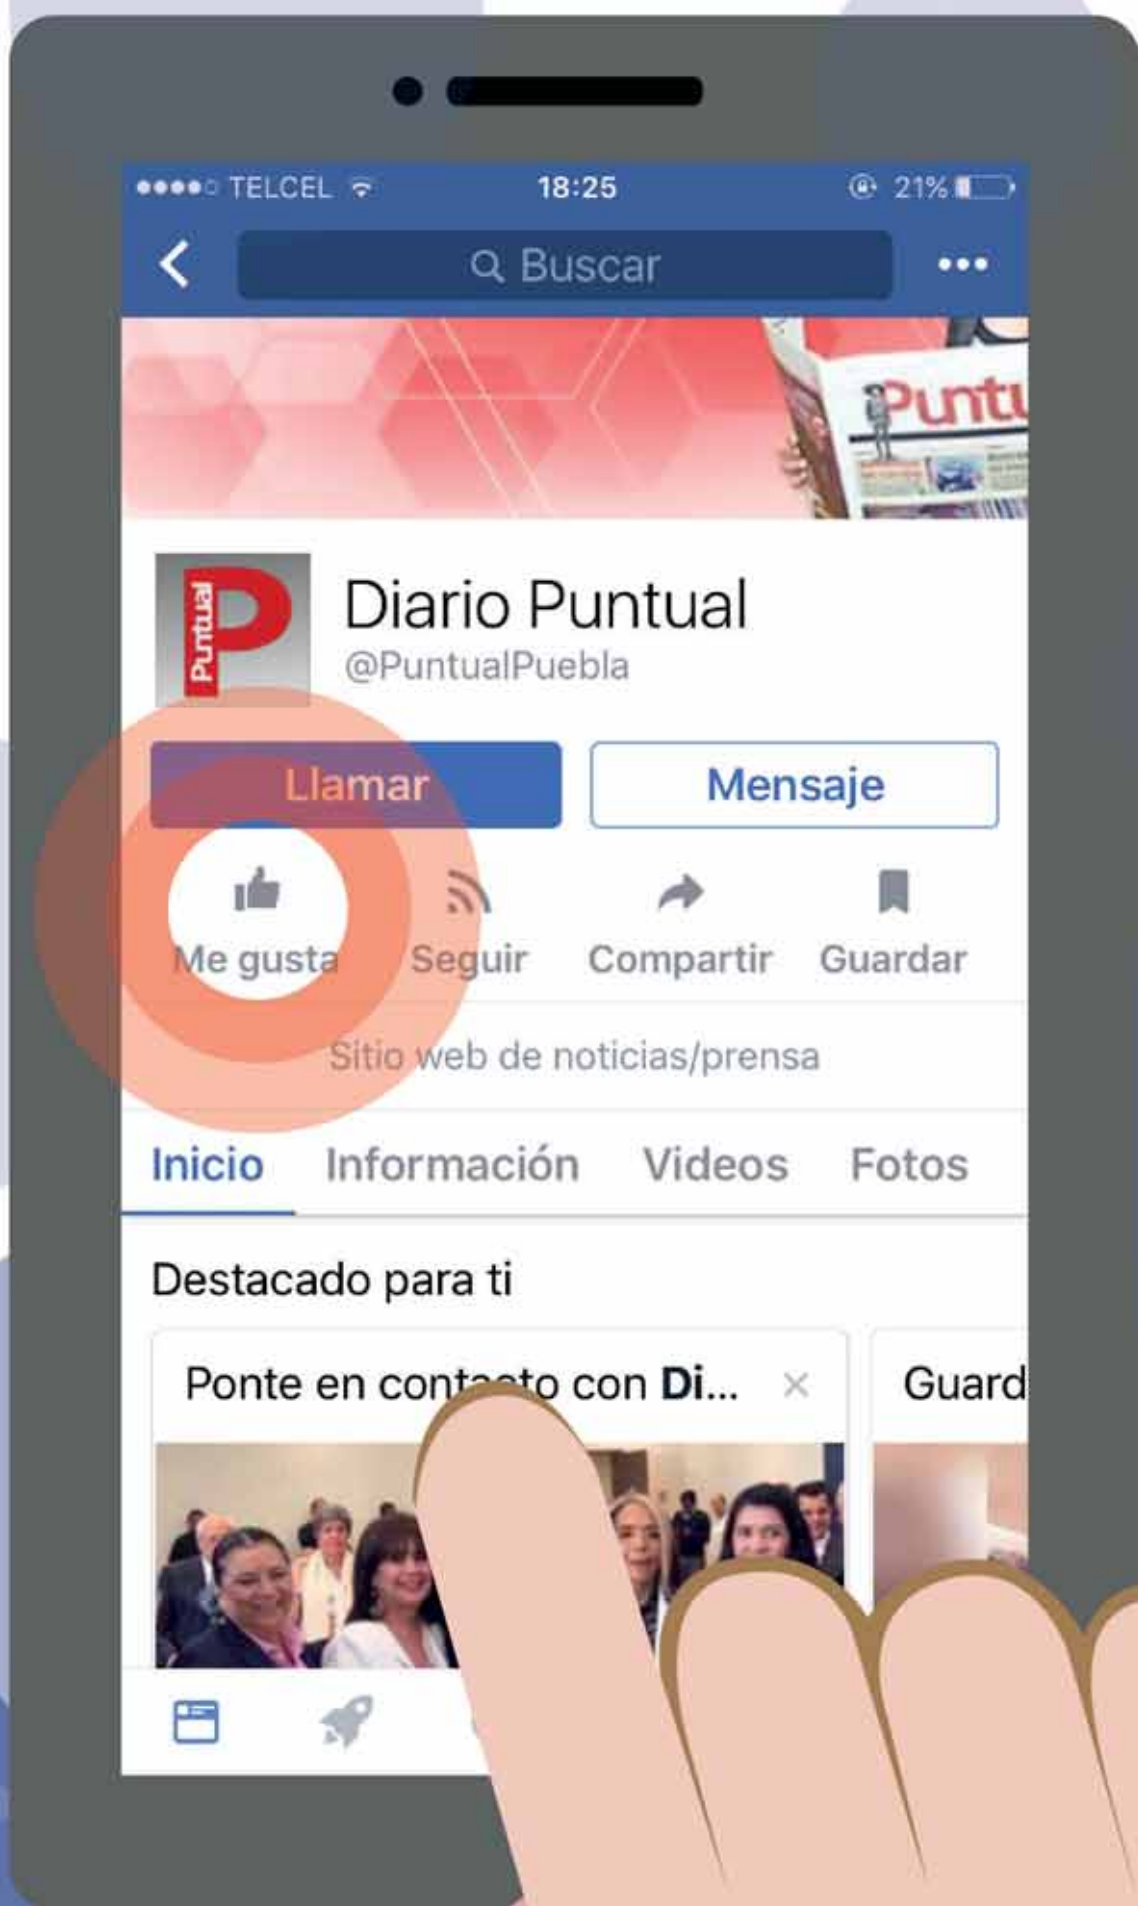 TELCEL 18:25 21%
Buscar
Puntu
Puntual P
Diario Puntual
@PuntualPuebla
Llamar Mensaje
Me gusta Seguir Compartir Guardar
Sitio web de noticias/prensa
Inicio Información Videos Fotos
Destacado para ti
Ponte en contacto con Di... × Guard